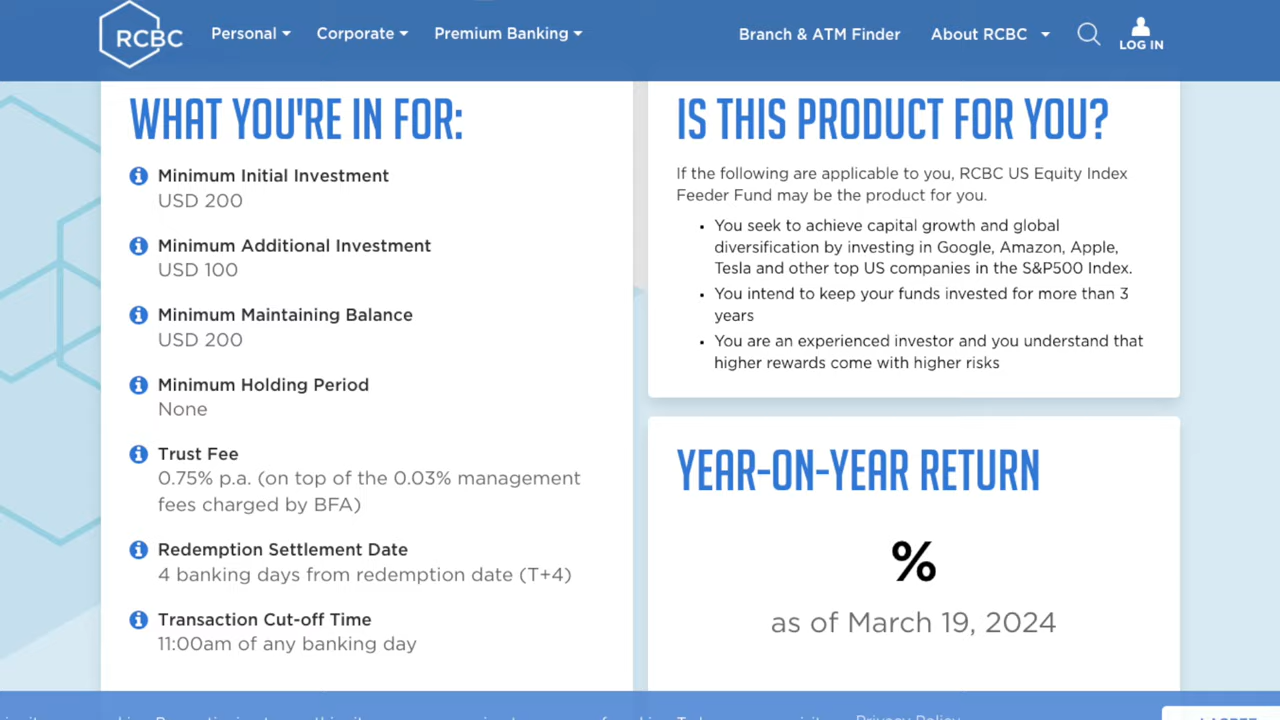 RCBC
Personal
Corporate
Premium Banking
Branch & ATM Finder
About RCBC
LOG IN
WHAT YOU'RE IN FOR:
Minimum Initial Investment
USD 200
Minimum Additional Investment
USD 100
Minimum Maintaining Balance
USD 200
Minimum Holding Period
None
Trust Fee
0.75% p.a. (on top of the 0.03% management
fees charged by BFA)
Redemption Settlement Date
4 banking days from redemption date (T+4)
Transaction Cut-off Time
11:00am of any banking day
IS THIS PRODUCT FOR YOU?
If the following are applicable to you, RCBC US Equity Index
Feeder Fund may be the product for you.
You seek to achieve capital growth and global
diversification by investing in Google, Amazon, Apple,
Tesla and other top US companies in the S&P500 Index.
You intend to keep your funds invested for more than 3
years
You are an experienced investor and you understand that
higher rewards come with higher risks
YEAR-ON-YEAR RETURN
%
as of March 19, 2024
Privacy Policy